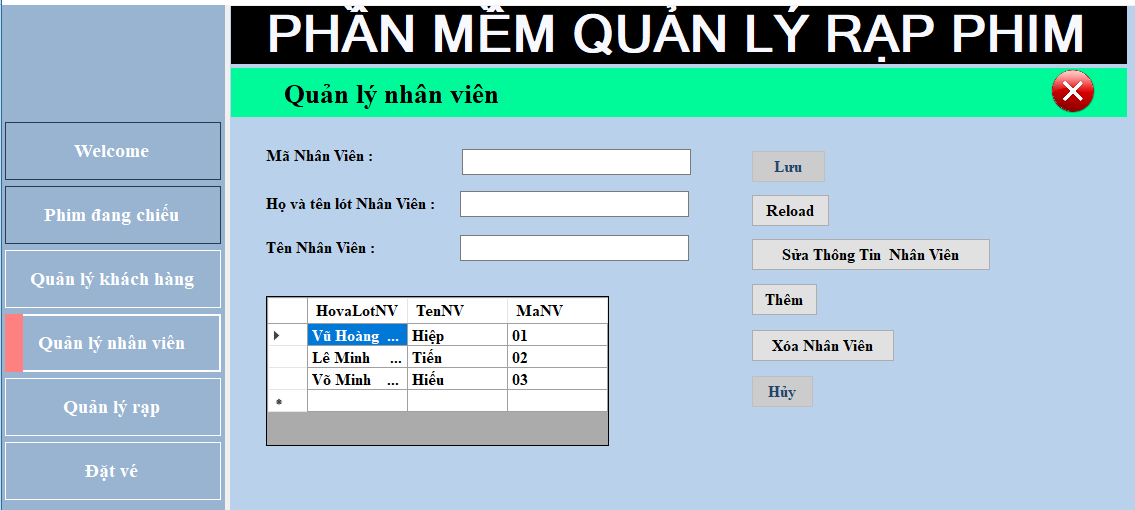 PHẦN MỀM QUẢN LÝ RẠP PHIM
Quản lý nhân viên
Welcome
Phim đang chiếu
Quản lý khách hàng
Quản lý nhân viên
Quản lý rạp
Đặt vé
Mã Nhân Viên :
Họ và tên lót Nhân Viên :
Tên Nhân Viên :
Lưu
Reload
Sửa Thông Tin  Nhân Viên
Thêm
Xóa Nhân Viên
Hủy
HovaLotNV TenNV MaNV
Vũ Hoàng ... Hiệp 01
Lê Minh ... Tiến 02
Võ Minh ... Hiếu 03